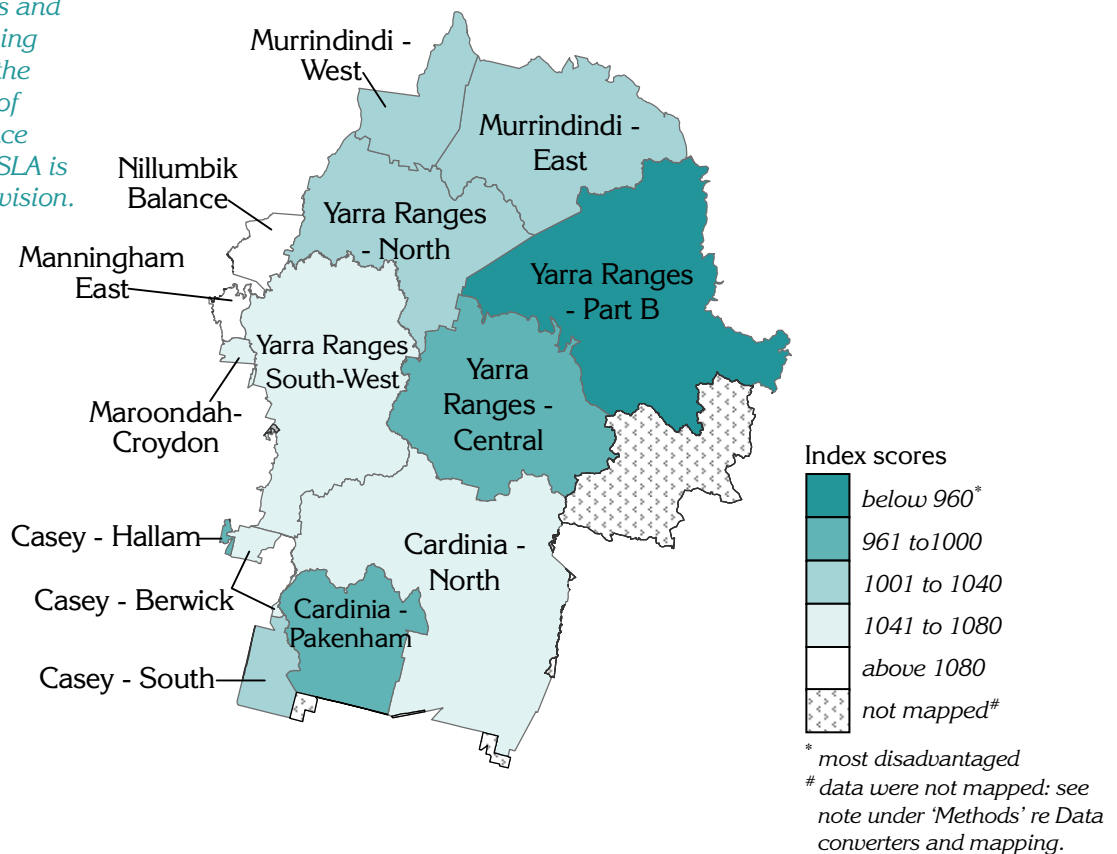 s and
ing
the
of
ce
SLA is
vision.
Murrindindi -
West
Murrindindi -
East
Nillumbik
Balance
Yarra Ranges
- North
Manningham
East
Yarra Ranges
- Part B
Yarra Ranges
South-West
Yarra
Ranges -
Central
Maroondah-
Croydon
Casey - Hallam
Cardinia -
North
Casey - Berwick
Cardinia -
Pakenham
Casey - South
Index scores
below 960*
961 to1000
1001 to 1040
1041 to 1080
above 1080
not mapped#
* most disadvantaged
# data were not mapped: see
note under ‘Methods’ re Data
converters and mapping.